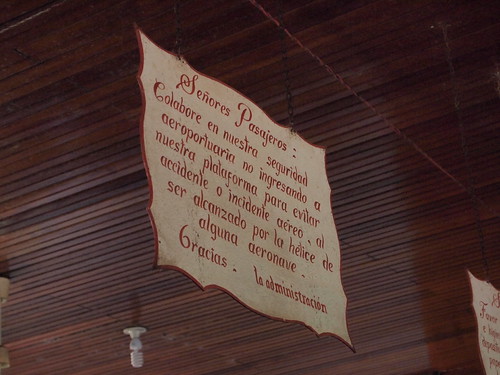 Señores Pasajeros :
Colabore en nuestra seguridad
aeroportuaria no ingresando a
nuestra plataforma para evitar
accidente o incidente aéreo, al
ser alcanzado por la hélice de
alguna aeronave.
Gracias. la administración
Favor